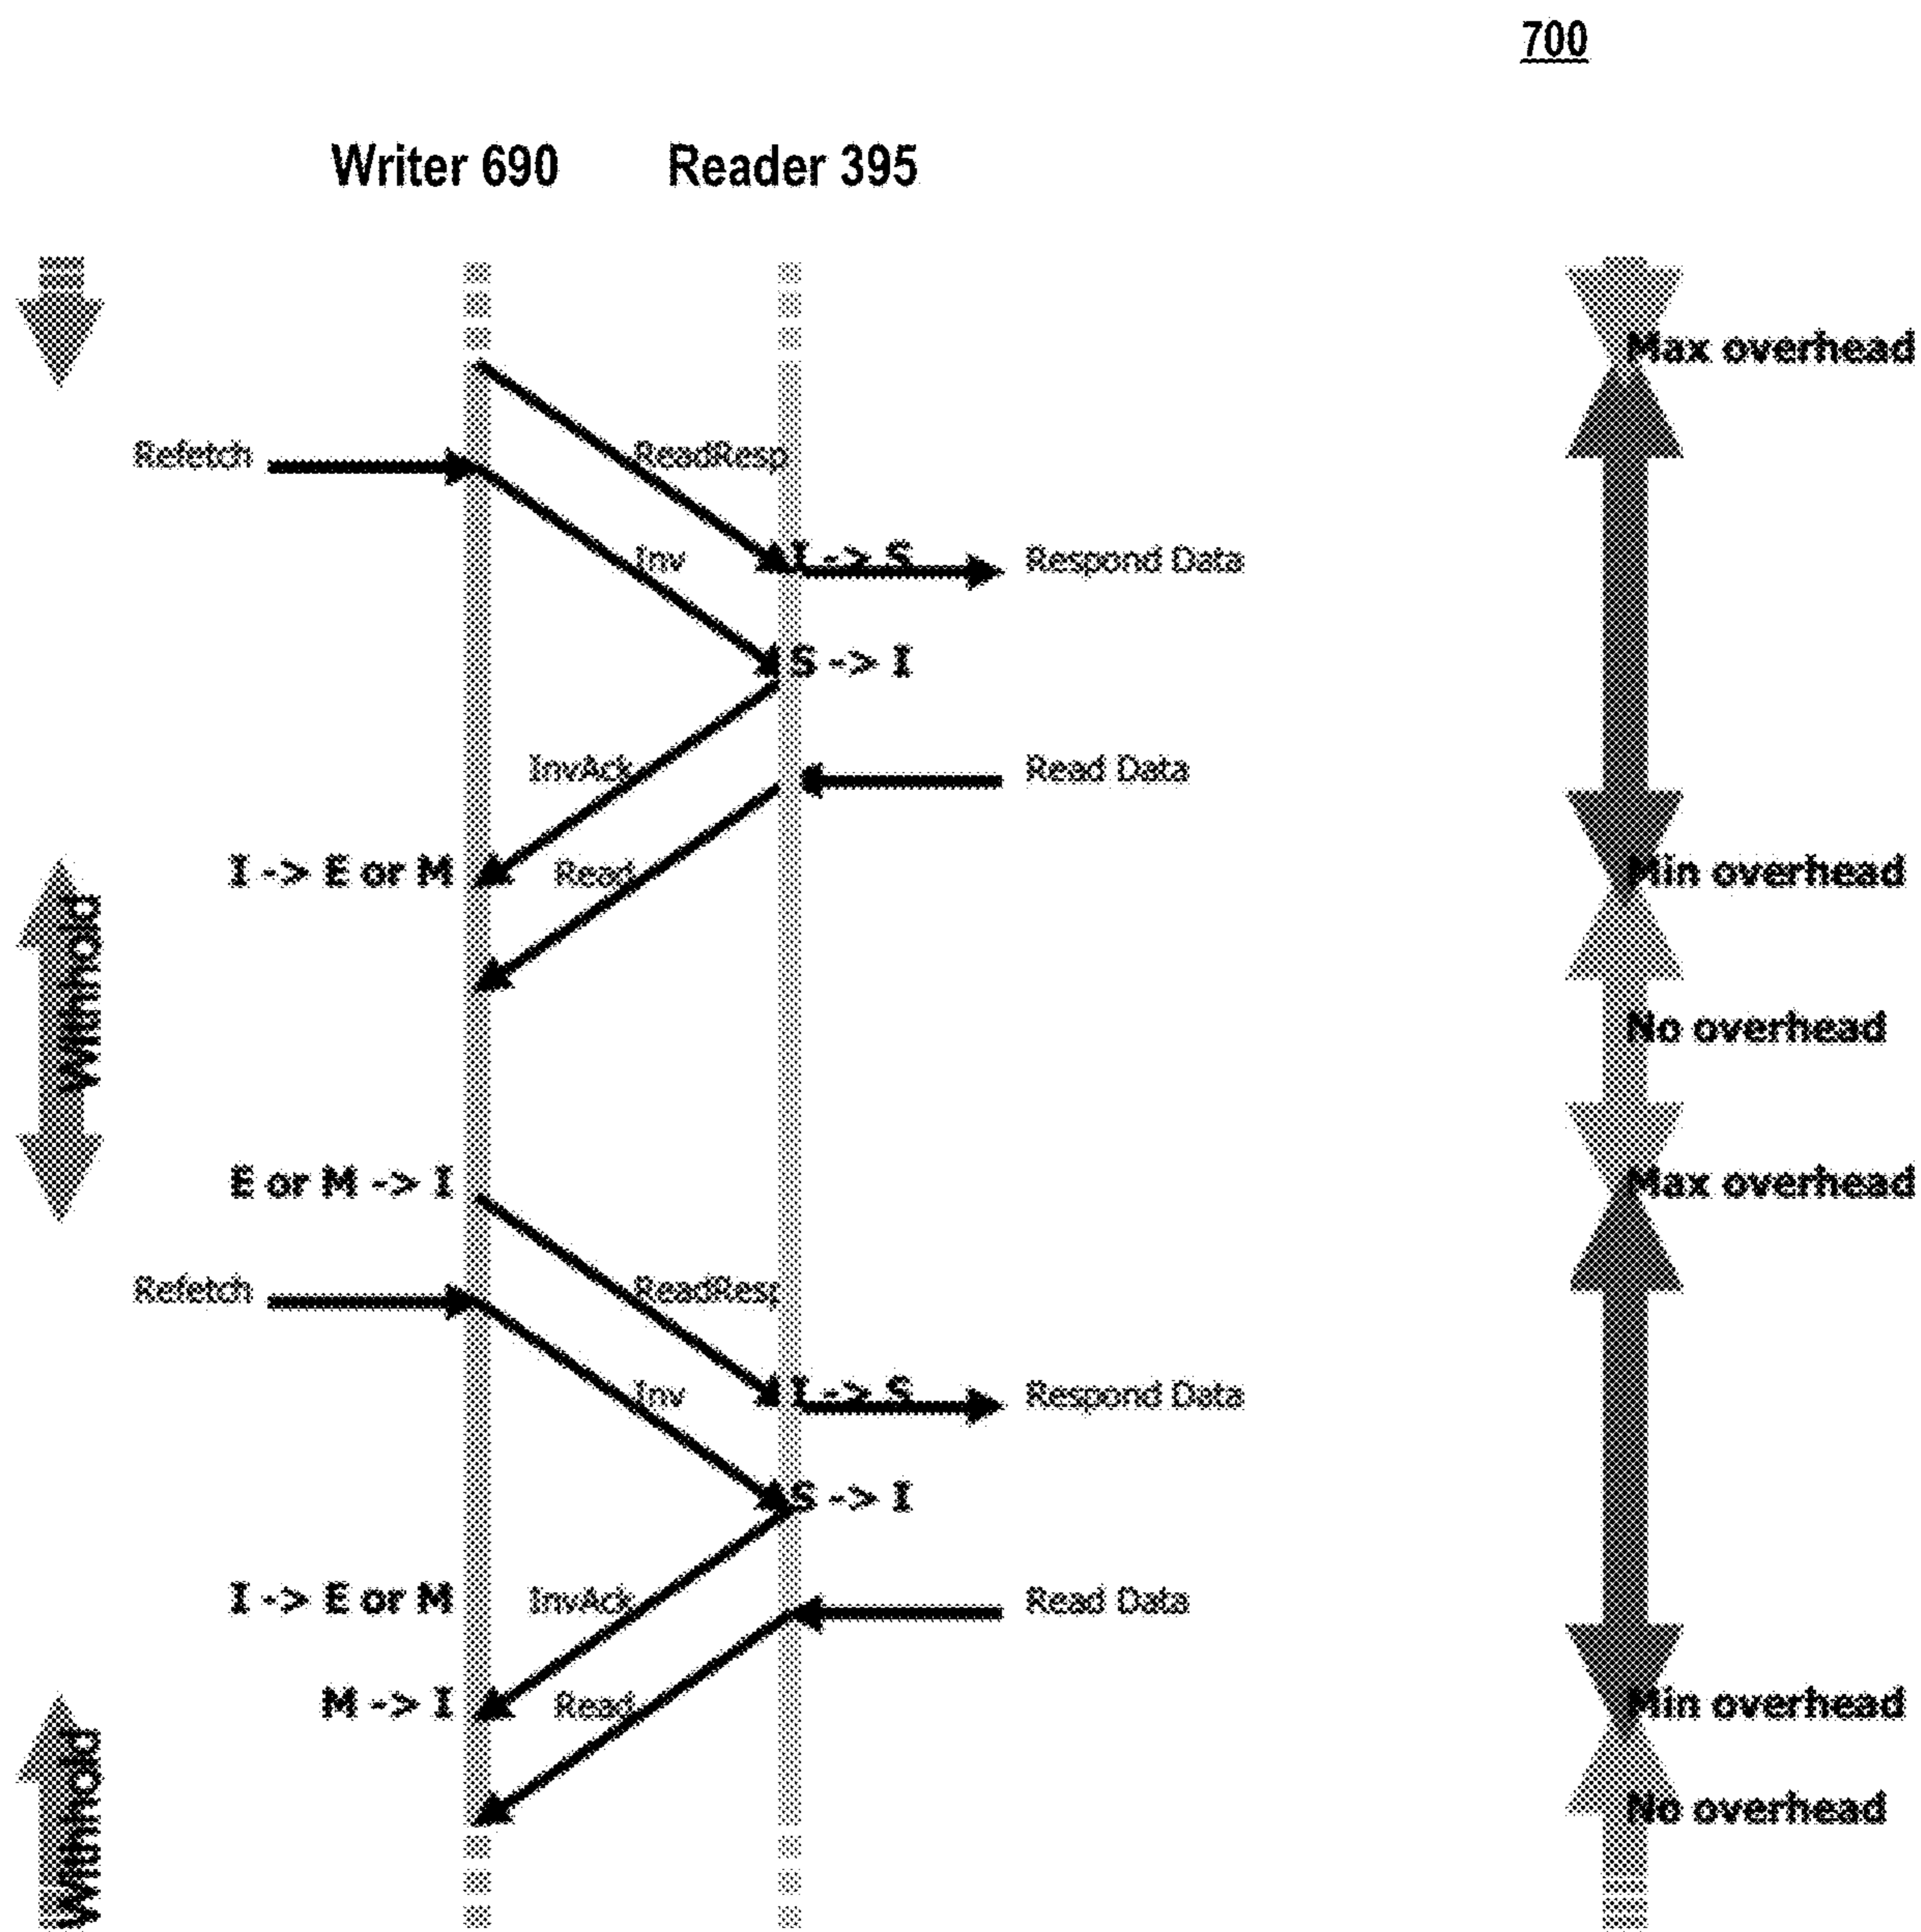 700
Writer 690 Reader 395
Max overhead
Refetch ReadResp
Inv I -> S Respond Data
S -> I
InvAck Read Data
I -> E or M Read Min overhead
Withhold
No overhead
E or M -> I Max overhead
Refetch ReadResp
Inv I -> S Respond Data
S -> I
I -> E or M InvAck Read Data
M -> I Read Min overhead
Withhold
No overhead